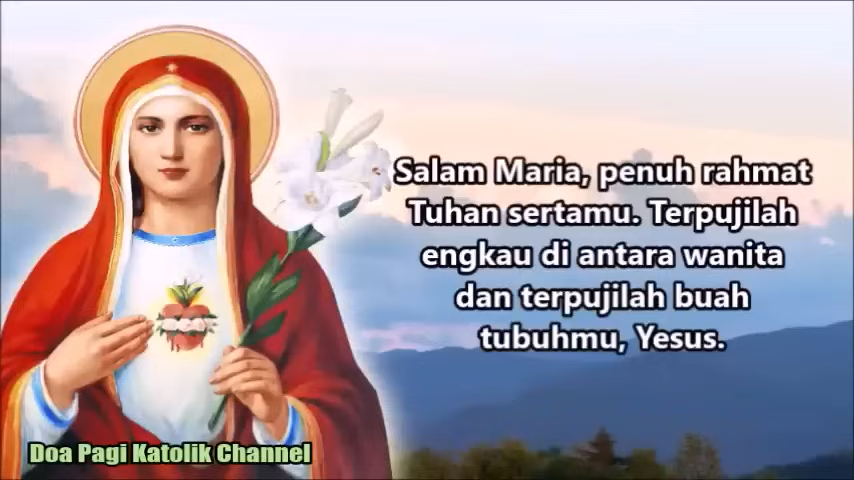 Salam Maria, penuh rahmat
Tuhan sertamu. Terpujilah
engkau di antara wanita
dan terpujilah buah
tubuhmu, Yesus.
Doa Pagi Katolik Channel